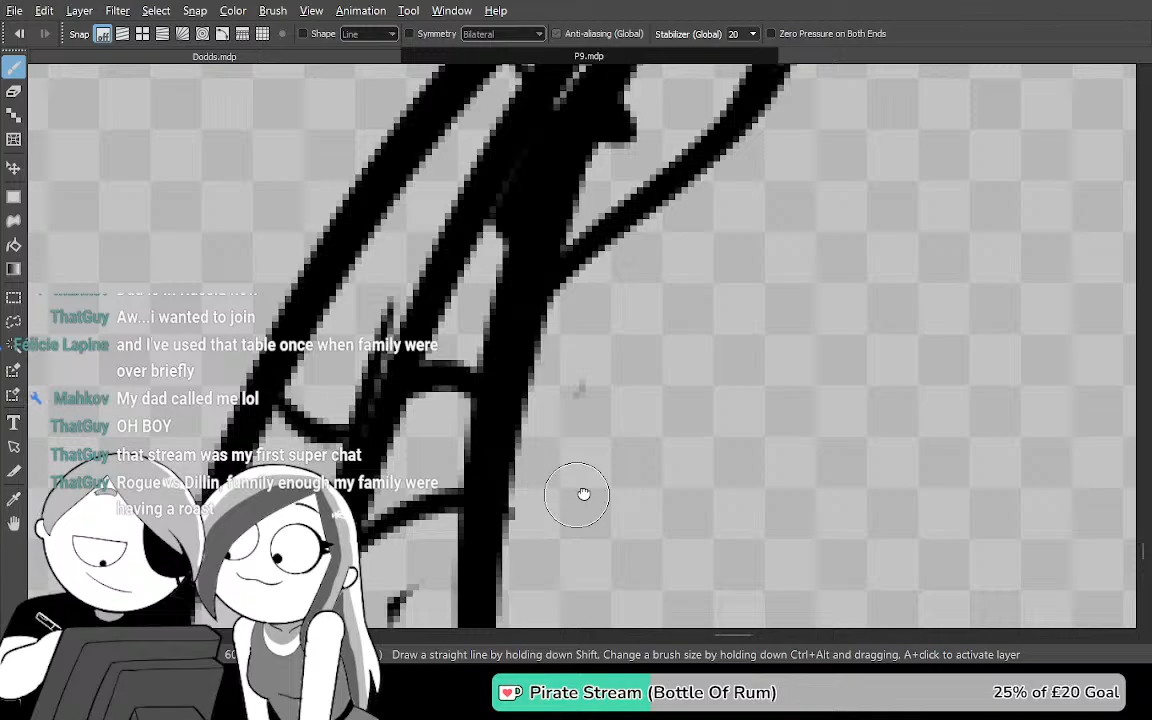 File Edit Layer Filter Select Snap Color Brush View Animation Tool Window Help
Snap off Shape Line Symmetry Bilateral Anti-aliasing (Global) Stabilizer (Global) 20 Zero Pressure on Both Ends
Dodds.mdp P9.mdp
ThatGuy Aw...i wanted to join
Félicie Lapine and I've used that table once when family were
over briefly
Mahkov My dad called me lol
ThatGuy OH BOY
ThatGuy that stream was my first super chat
ThatGuy Rogue vs Dillin, funnily enough my family were
having a roast
Draw a straight line by holding down Shift, Change a brush size by holding down Ctrl+Alt and dragging, A+click to activate layer
Pirate Stream (Bottle Of Rum) 25% of £20 Goal